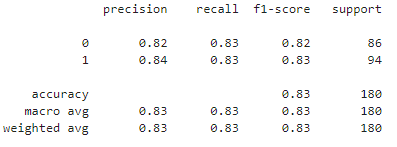 precision recall f1-score support
0 0.82 0.83 0.82 86
1 0.84 0.83 0.83 94
accuracy 0.83 180
macro avg 0.83 0.83 0.83 180
weighted avg 0.83 0.83 0.83 180